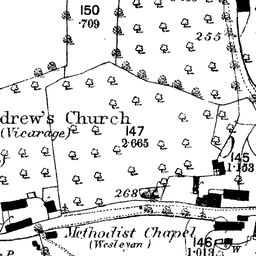 150
.709
255
drew's Church
(Vicarage)
147
2.665
145
1.153
268
Methodist Chapel
(Wesleyan)
146
1.013
W
P